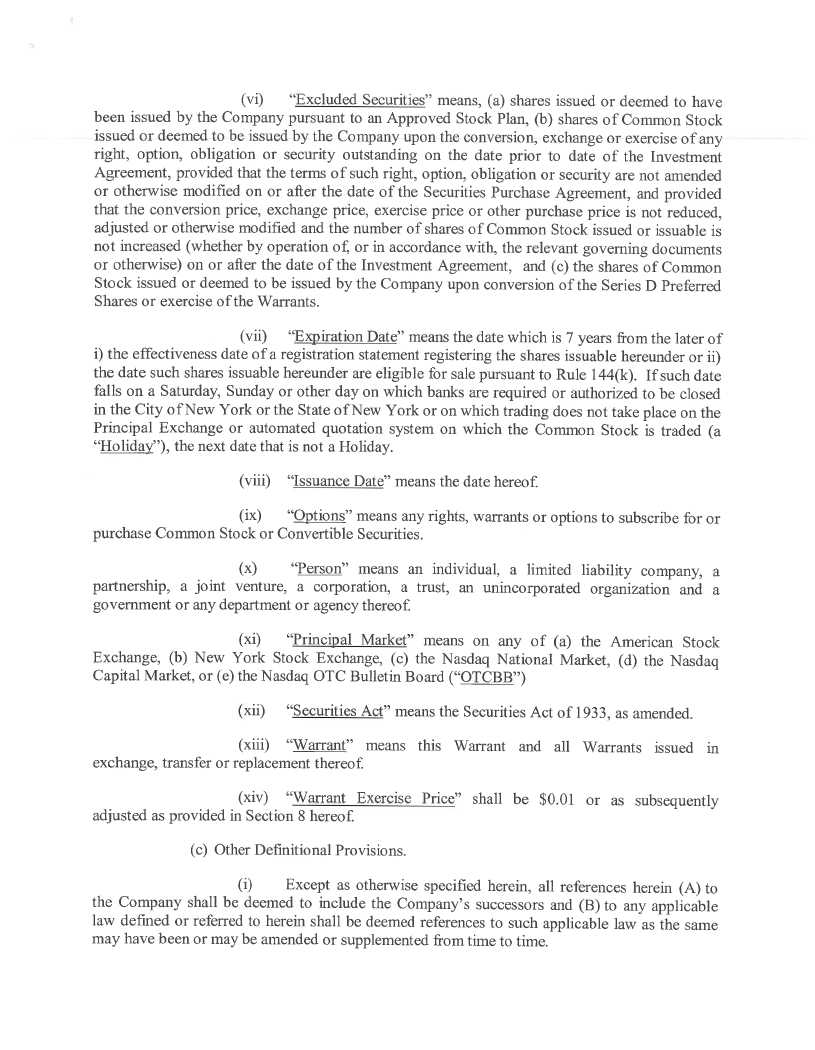 (vi) “Excluded Securities” means, (a) shares issued or deemed to have
been issued by the Company pursuant to an Approved Stock Plan, (b) shares of Common Stock
issued or deemed to be issued by the Company upon the conversion, exchange or exercise of any
right, option, obligation or security outstanding on the date prior to date of the Investment
Agreement, provided that the terms of such right, option, obligation or security are not amended
or otherwise modified on or after the date of the Securities Purchase Agreement, and provided
that the conversion price, exchange price, exercise price or other purchase price is not reduced,
adjusted or otherwise modified and the number of shares of Common Stock issued or issuable is
not increased (whether by operation of, or in accordance with, the relevant governing documents
or otherwise) on or after the date of the Investment Agreement, and (c) the shares of Common
Stock issued or deemed to be issued by the Company upon conversion of the Series D Preferred
Shares or exercise of the Warrants.
(vii) “Expiration Date” means the date which is 7 years from the later of
i) the effectiveness date of a registration statement registering the shares issuable hereunder or ii)
the date such shares issuable hereunder are eligible for sale pursuant to Rule 144(k). If such date
falls on a Saturday, Sunday or other day on which banks are required or authorized to be closed
in the City of New York or the State of New York or on which trading does not take place on the
Principal Exchange or automated quotation system on which the Common Stock is traded (a
“Holiday”), the next date that is not a Holiday.
(viii) “Issuance Date” means the date hereof.
(ix) “Options” means any rights, warrants or options to subscribe for or
purchase Common Stock or Convertible Securities.
(x) “Person” means an individual, a limited liability company, a
partnership, a joint venture, a corporation, a trust, an unincorporated organization and a
government or any department or agency thereof.
(xi) “Principal Market” means on any of (a) the American Stock
Exchange, (b) New York Stock Exchange, (c) the Nasdaq National Market, (d) the Nasdaq
Capital Market, or (e) the Nasdaq OTC Bulletin Board (“OTCBB”)
(xii) “Securities Act” means the Securities Act of 1933, as amended.
(xiii) “Warrant” means this Warrant and all Warrants issued in
exchange, transfer or replacement thereof.
(xiv) “Warrant Exercise Price” shall be $0.01 or as subsequently
adjusted as provided in Section 8 hereof.
(c) Other Definitional Provisions.
(i) Except as otherwise specified herein, all references herein (A) to
the Company shall be deemed to include the Company’s successors and (B) to any applicable
law defined or referred to herein shall be deemed references to such applicable law as the same
may have been or may be amended or supplemented from time to time.